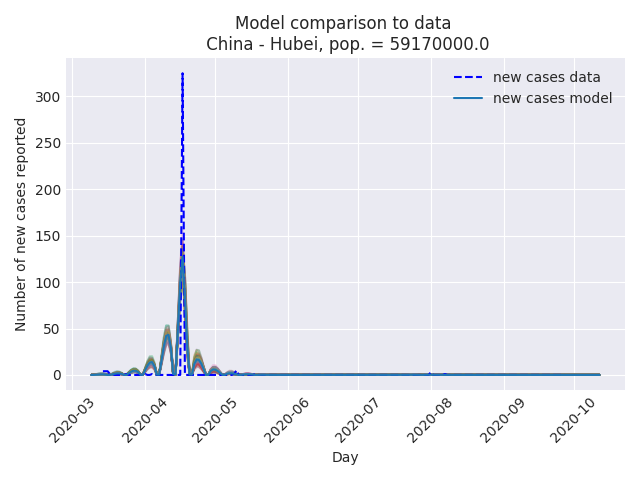 Model comparison to data
China - Hubei, pop. = 59170000.0
new cases data
new cases model
Number of new cases reported
300
250
200
150
100
50
0
2020-03
2020-04
2020-05
2020-06
2020-07
2020-08
2020-09
2020-10
Day